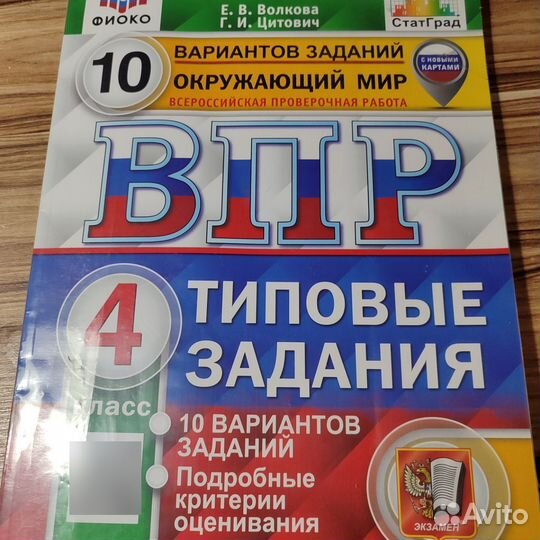 ФИОКО
Е. В. Волкова
Г. И. Цитович
СтатГрад
10
ВАРИАНТОВ ЗАДАНИЙ
ОКРУЖАЮЩИЙ МИР
ВСЕРОССИЙСКАЯ ПРОВЕРОЧНАЯ РАБОТА
С НОВЫМИ
КАРТАМИ
ВПР
4
класс
ТИПОВЫЕ
ЗАДАНИЯ
10 ВАРИАНТОВ
ЗАДАНИЙ
Подробные
критерии
оценивания
ЭКЗАМЕН
Avito